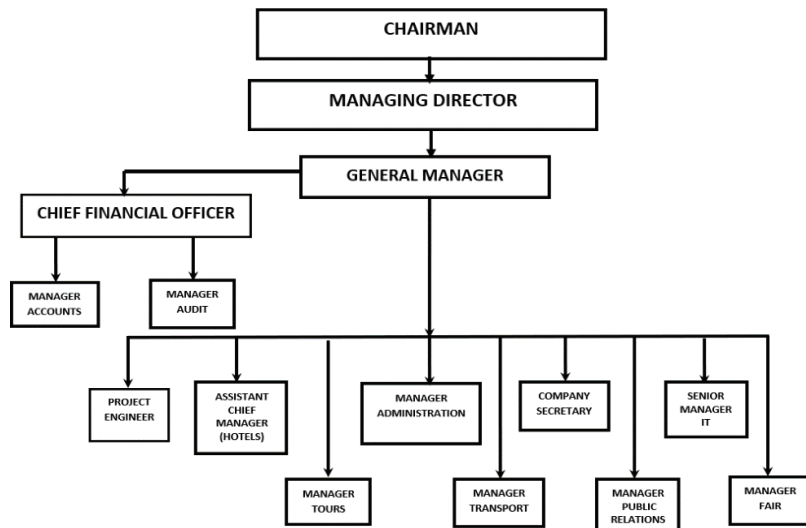 CHAIRMAN
MANAGING DIRECTOR
GENERAL MANAGER
CHIEF FINANCIAL OFFICER
MANAGER
ACCOUNTS
MANAGER
AUDIT
PROJECT
ENGINEER
ASSISTANT
CHIEF
MANAGER
(HOTELS)
MANAGER
ADMINISTRATION
COMPANY
SECRETARY
SENIOR
MANAGER
IT
MANAGER
TOURS
MANAGER
TRANSPORT
MANAGER
PUBLIC
RELATIONS
MANAGER
FAIR